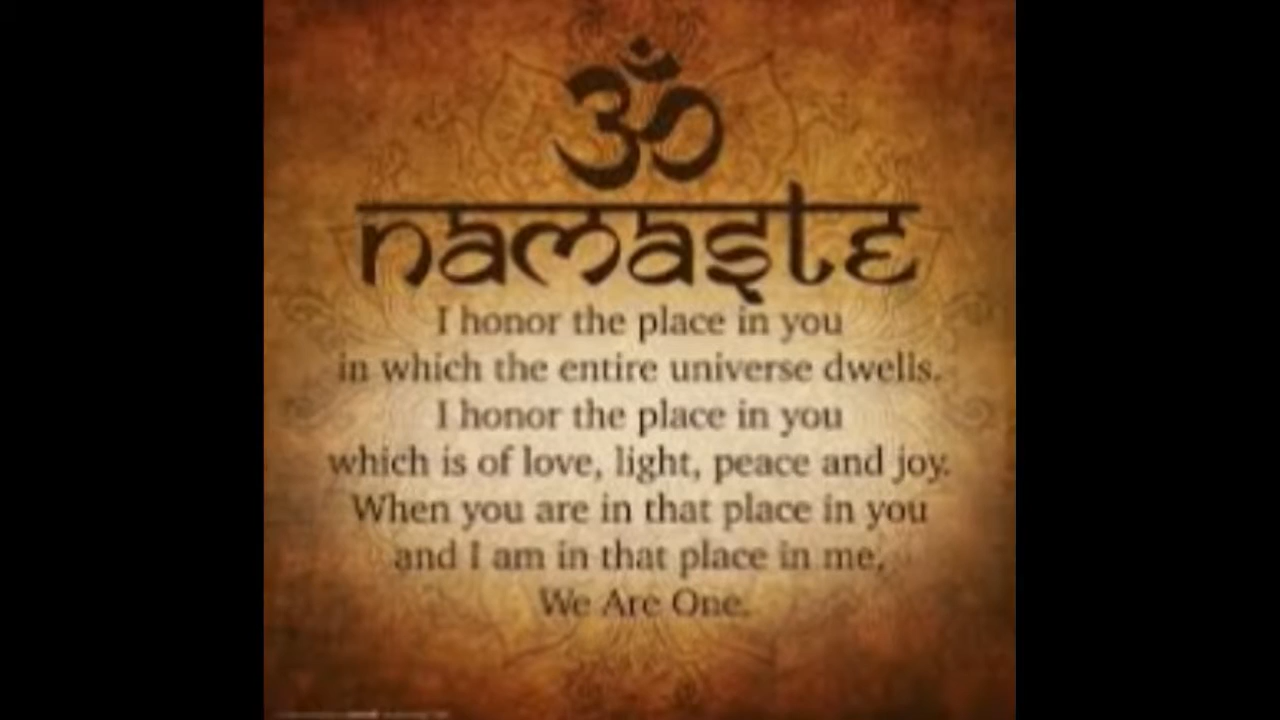 ॐ
namaste
I honor the place in you
in which the entire universe dwells.
I honor the place in you
which is of love, light, peace and joy.
When you are in that place in you
and I am in that place in me,
We Are One.